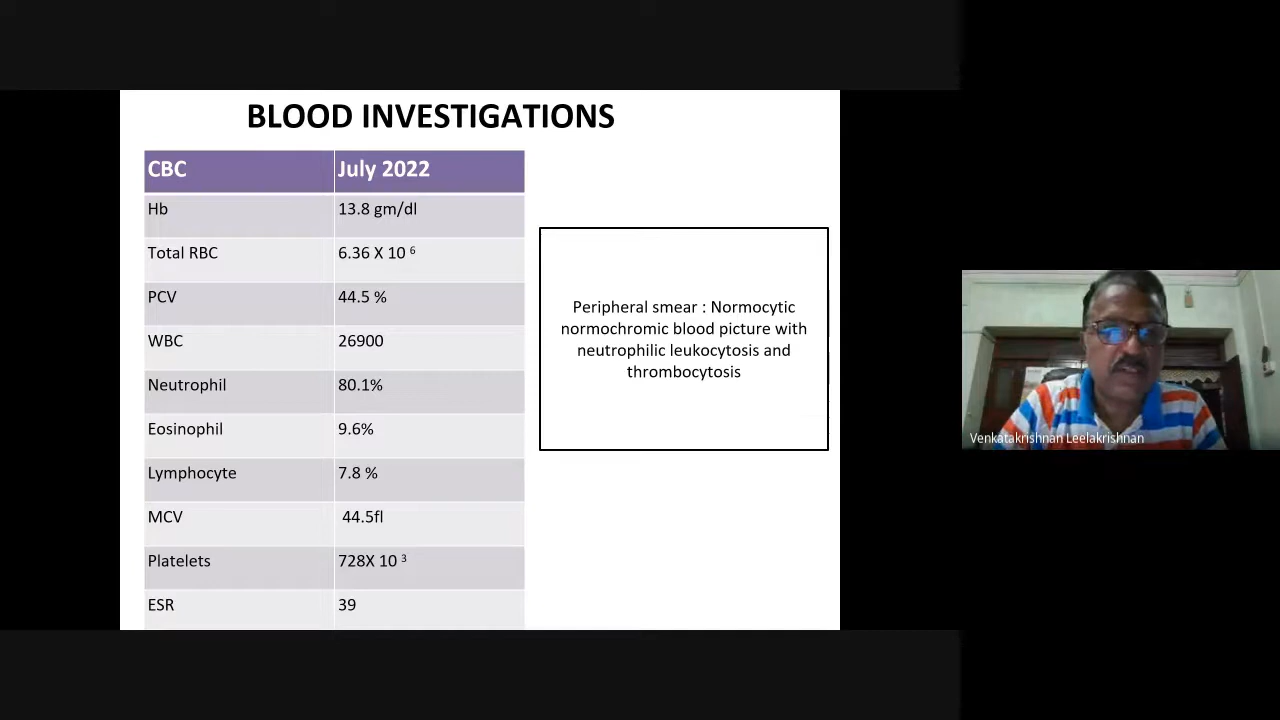 BLOOD INVESTIGATIONS
CBC July 2022
Hb 13.8 gm/dl
Total RBC 6.36 X 10 ⁶
PCV 44.5 %
WBC 26900
Neutrophil 80.1%
Eosinophil 9.6%
Lymphocyte 7.8 %
MCV 44.5fl
Platelets 728X 10 ³
ESR 39
Peripheral smear : Normocytic
normochromic blood picture with
neutrophilic leukocytosis and
thrombocytosis
Venkatakrishnan Leelakrishnan